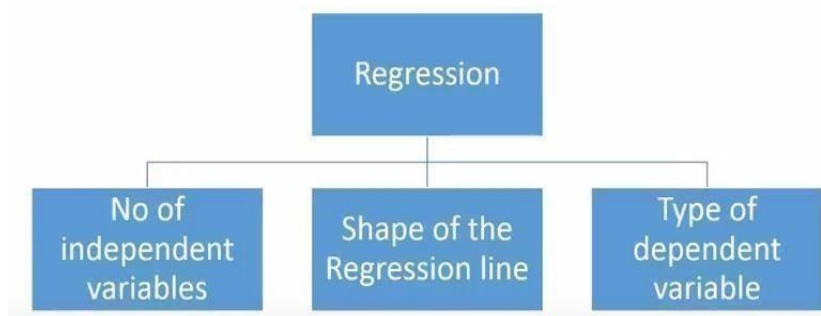 Regression
No of
independent
variables
Shape of the
Regression line
Type of
dependent
variable